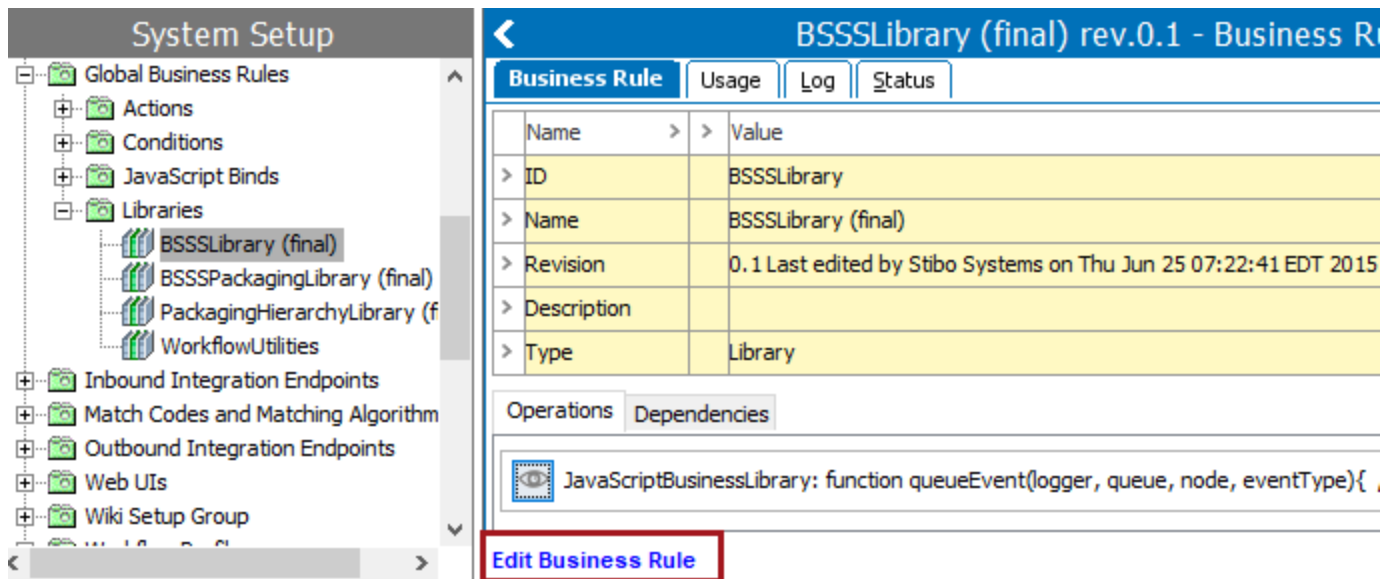 System Setup
Global Business Rules
Actions
Conditions
JavaScript Binds
Libraries
BSSSLibrary (final)
BSSSPackagingLibrary (final)
PackagingHierarchyLibrary (f
WorkflowUtilities
Inbound Integration Endpoints
Match Codes and Matching Algorithm
Outbound Integration Endpoints
Web UIs
Wiki Setup Group
BSSSLibrary (final) rev.0.1 - Business Ru
Business Rule Usage Log Status
Name > > Value
> ID BSSSLibrary
> Name BSSSLibrary (final)
> Revision 0.1 Last edited by Stibo Systems on Thu Jun 25 07:22:41 EDT 2015
> Description
> Type Library
Operations Dependencies
JavaScriptBusinessLibrary: function queueEvent(logger, queue, node, eventType){
Edit Business Rule